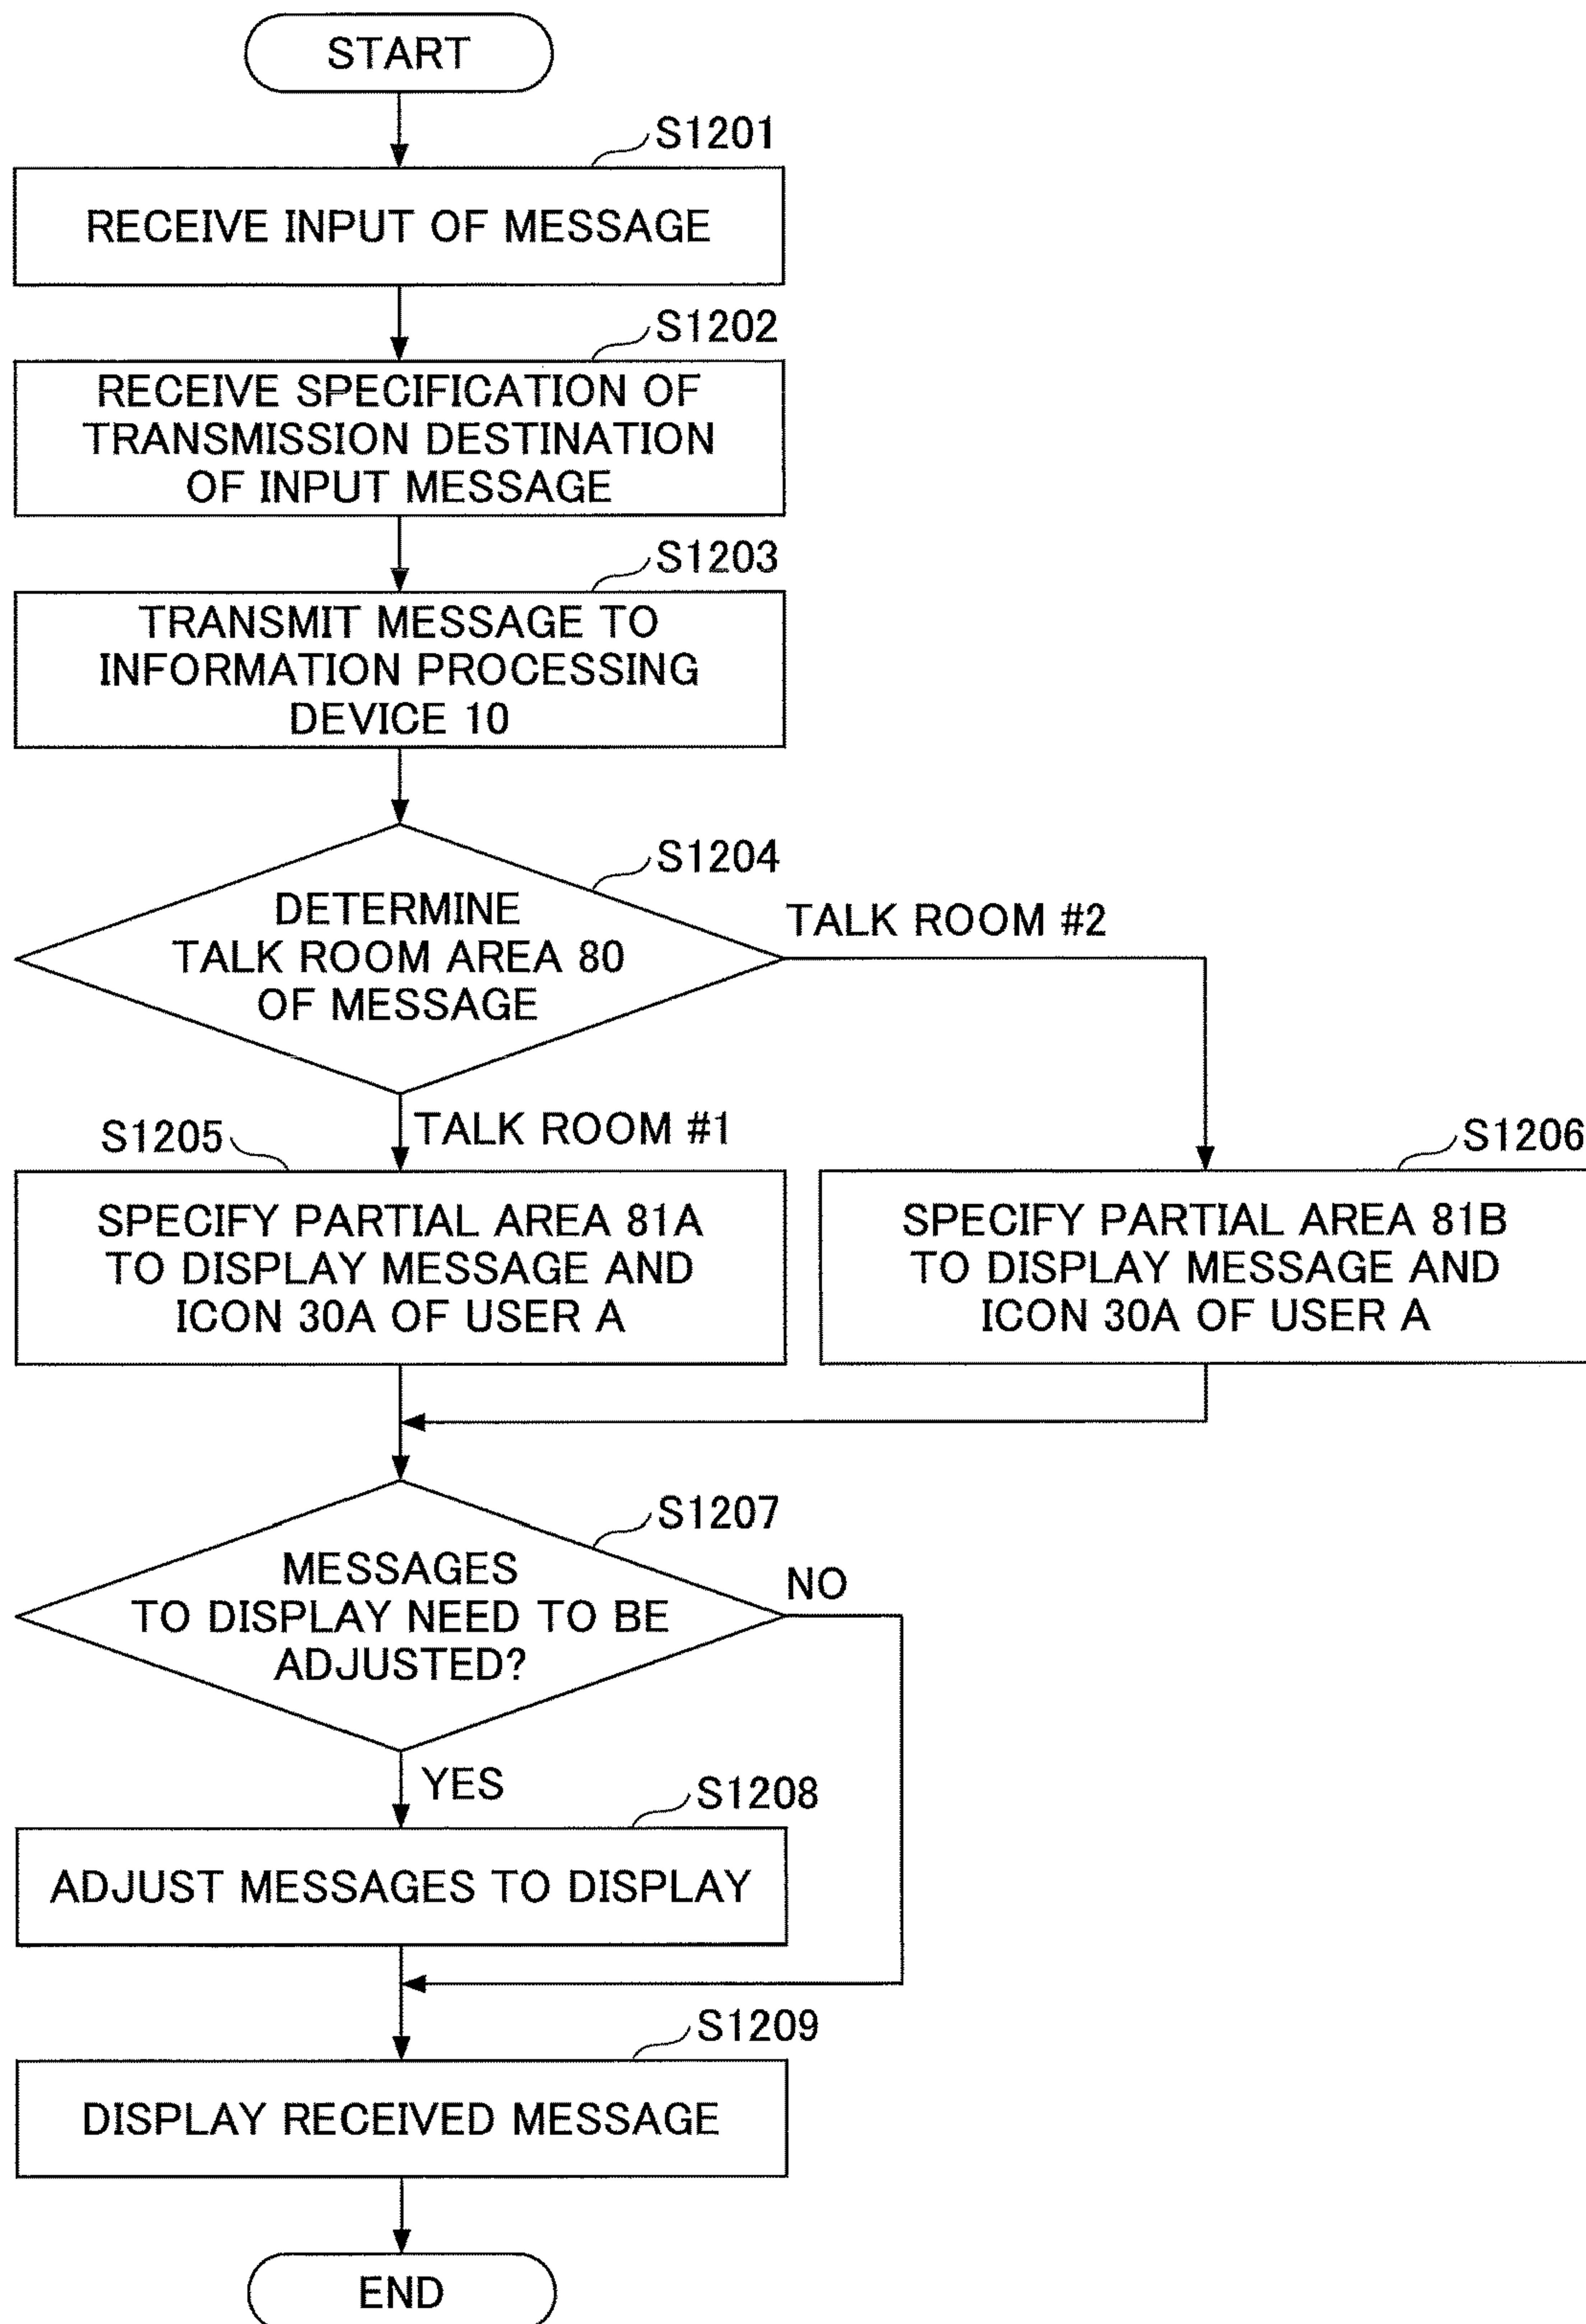 START
S1201
RECEIVE INPUT OF MESSAGE
S1202
RECEIVE SPECIFICATION OF
TRANSMISSION DESTINATION
OF INPUT MESSAGE
S1203
TRANSMIT MESSAGE TO
INFORMATION PROCESSING
DEVICE 10
S1204
DETERMINE
TALK ROOM AREA 80
OF MESSAGE
TALK ROOM #2
TALK ROOM #1
S1205
SPECIFY PARTIAL AREA 81A
TO DISPLAY MESSAGE AND
ICON 30A OF USER A
S1206
SPECIFY PARTIAL AREA 81B
TO DISPLAY MESSAGE AND
ICON 30A OF USER A
S1207
MESSAGES
TO DISPLAY NEED TO BE
ADJUSTED?
NO
YES
S1208
ADJUST MESSAGES TO DISPLAY
S1209
DISPLAY RECEIVED MESSAGE
END